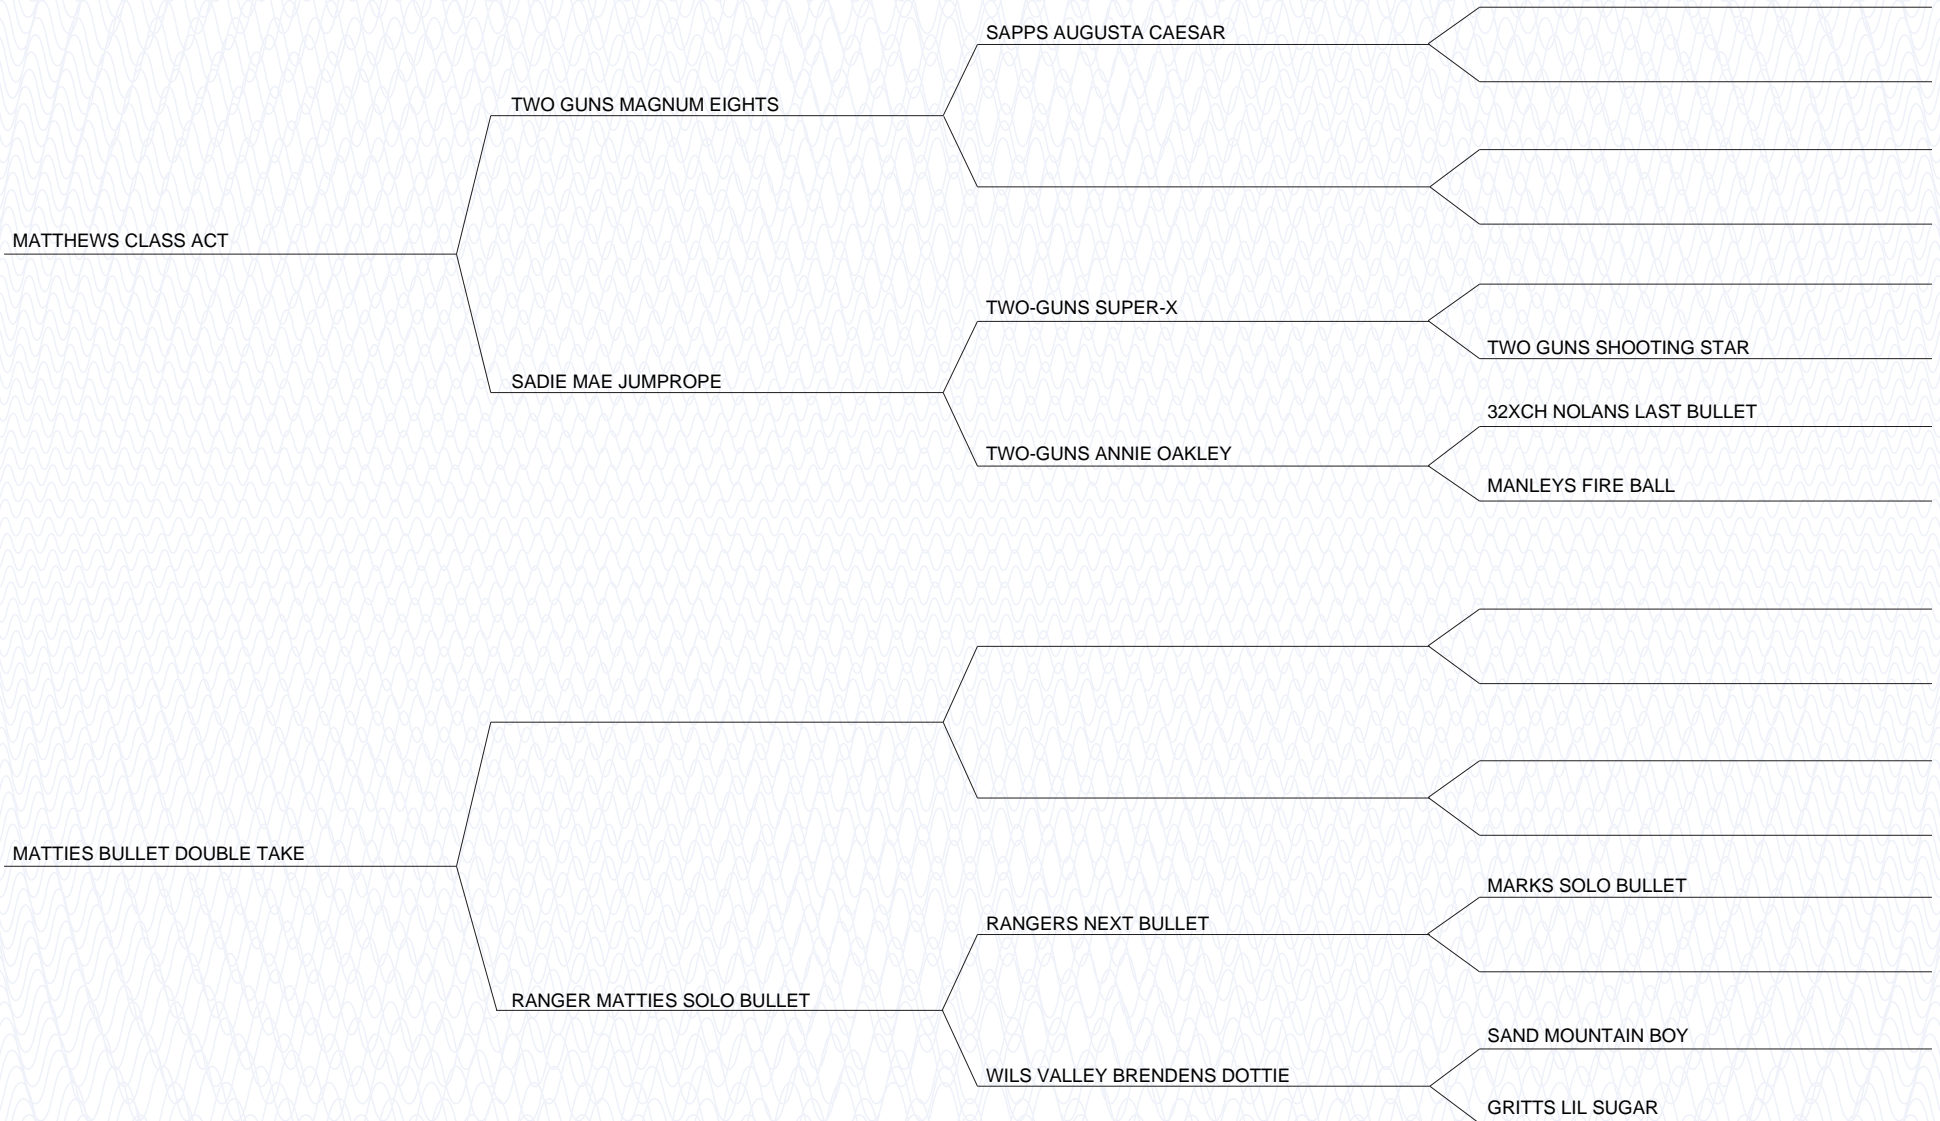 SAPPS AUGUSTA CAESAR
TWO GUNS MAGNUM EIGHTS
MATTHEWS CLASS ACT
TWO-GUNS SUPER-X
TWO GUNS SHOOTING STAR
SADIE MAE JUMPROPE
32XCH NOLANS LAST BULLET
TWO-GUNS ANNIE OAKLEY
MANLEYS FIRE BALL
MATTIES BULLET DOUBLE TAKE
MARKS SOLO BULLET
RANGERS NEXT BULLET
RANGER MATTIES SOLO BULLET
SAND MOUNTAIN BOY
WILS VALLEY BRENDENS DOTTIE
GRITTS LIL SUGAR